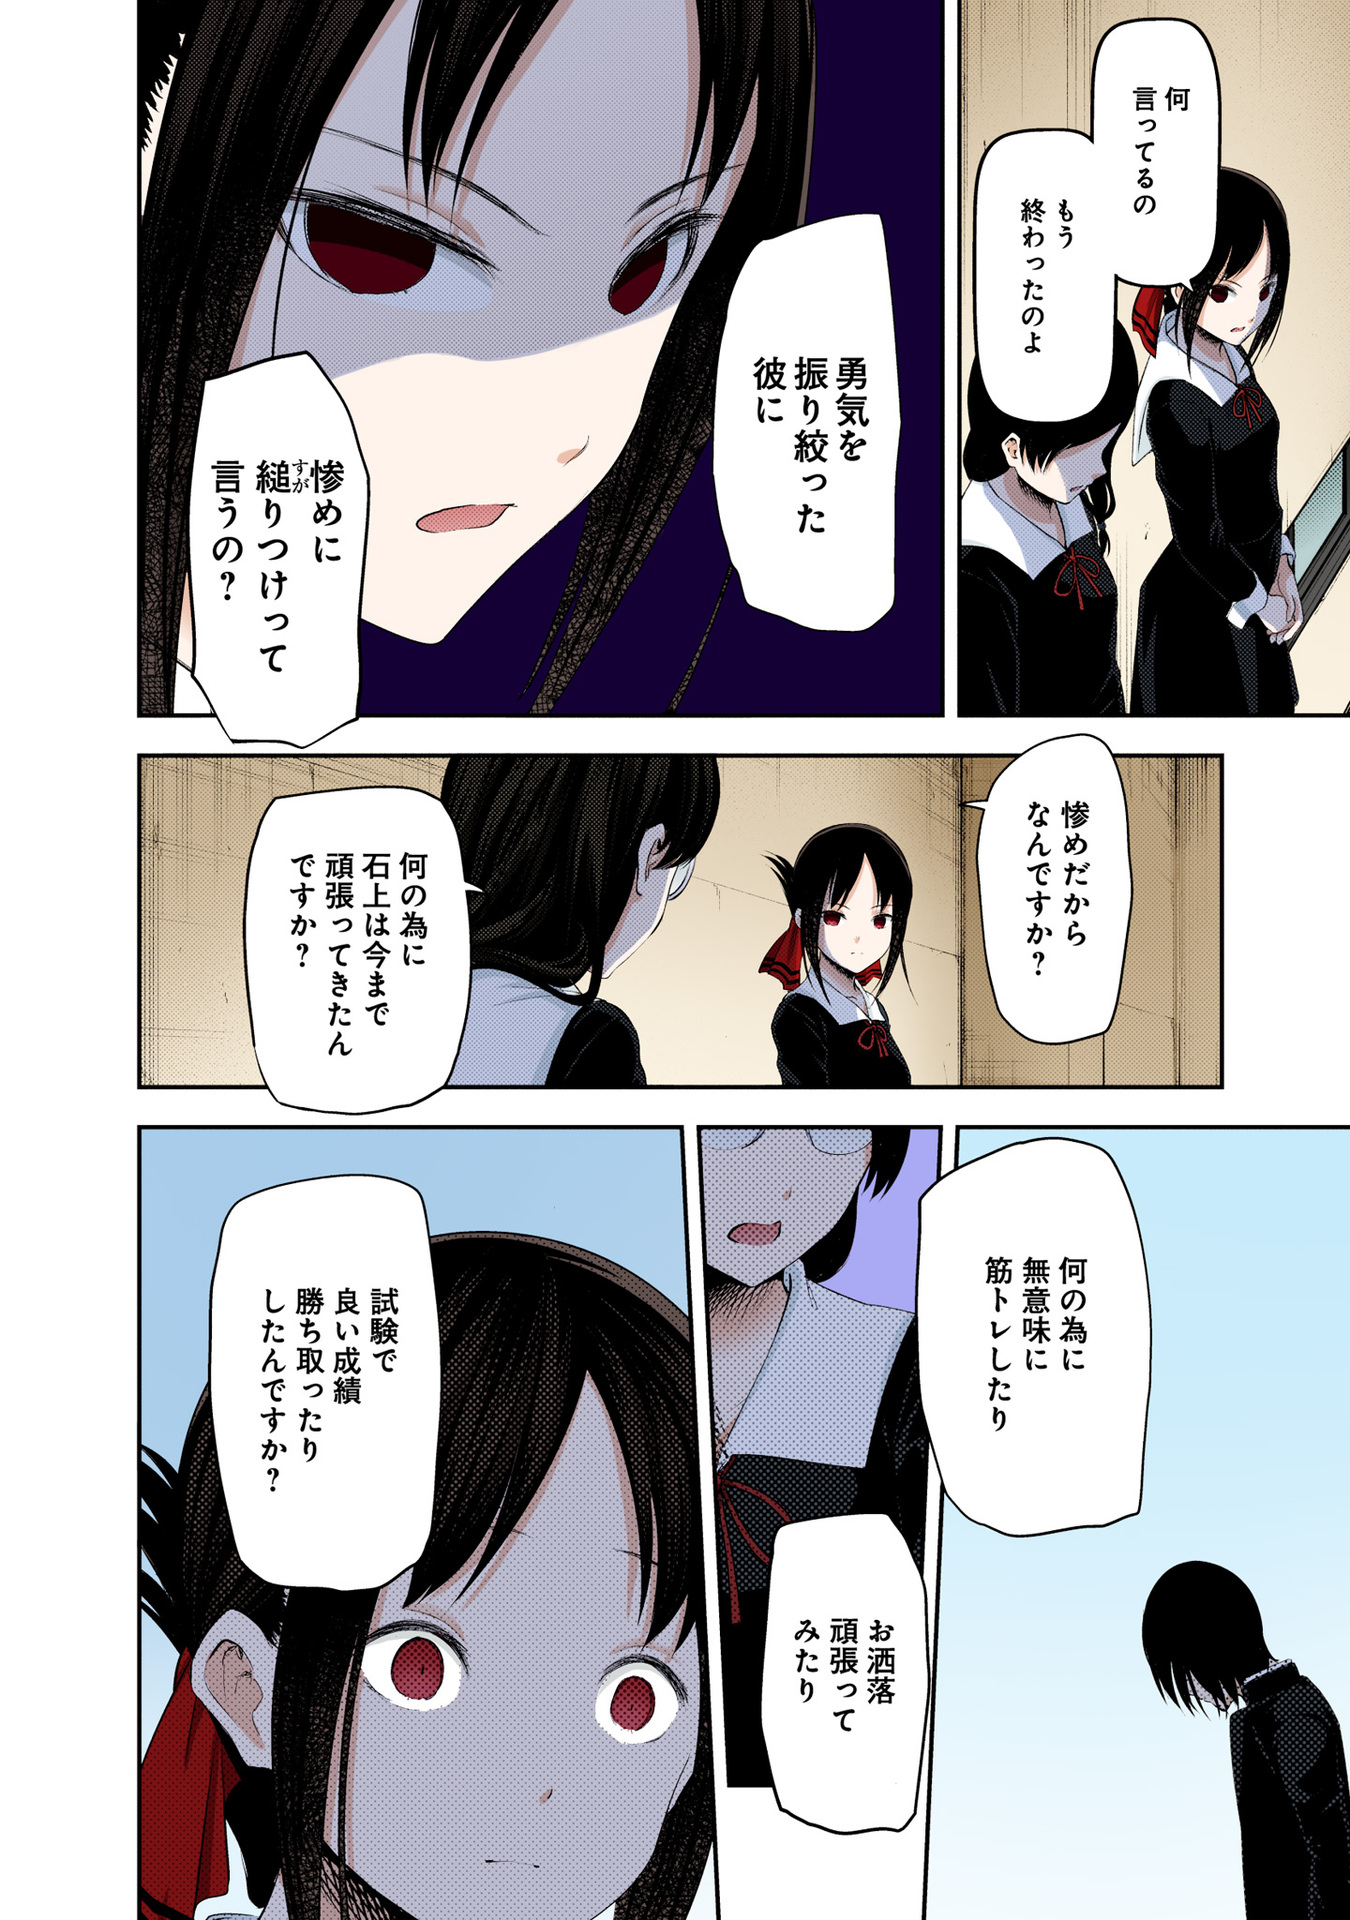 何
言ってるの
もう
終わったのよ
勇気を
振り絞った
彼に
惨めに
縋りつけって
すが
言うの?
惨めだから
なんですか?
何の為に
石上は今まで
頑張ってきたん
ですか?
何の為に
無意味に
筋トレしたり
お洒落
頑張って
みたり
試験で
良い成績
勝ち取ったり
したんですか?